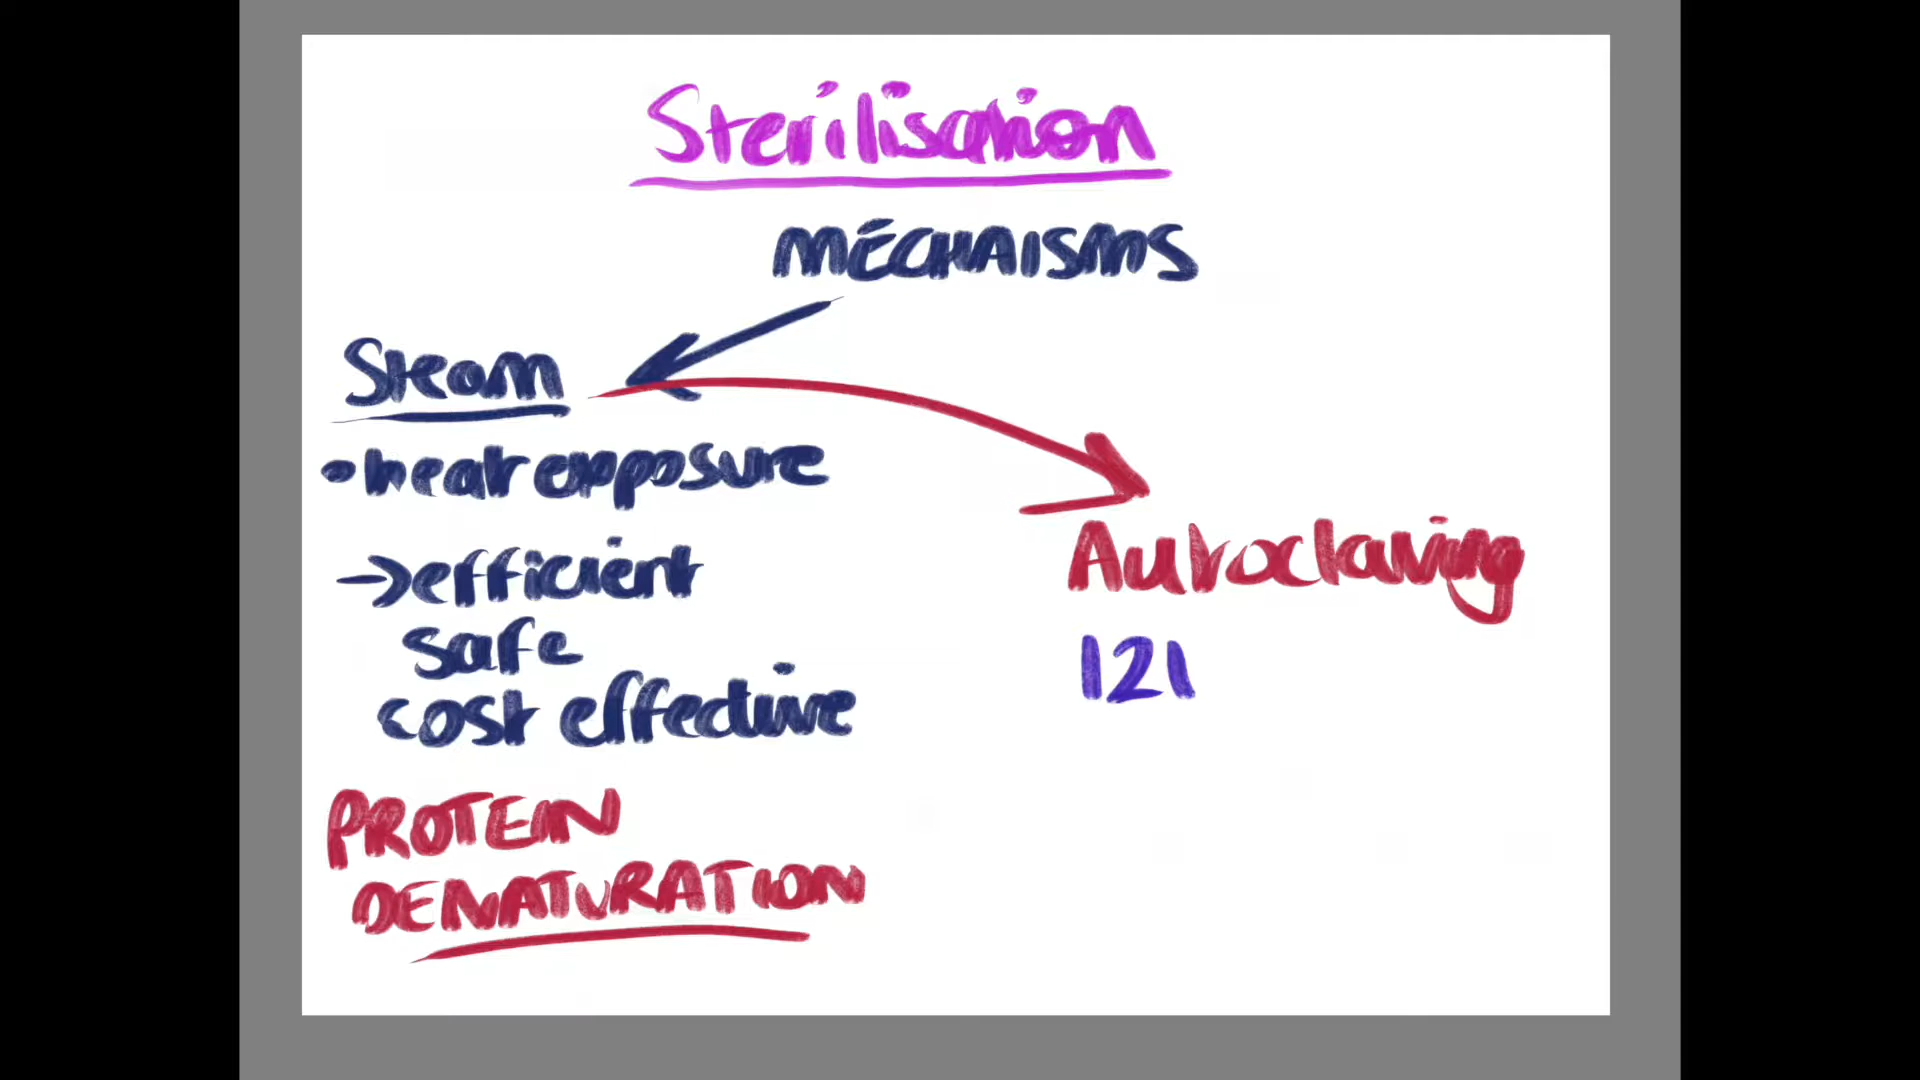 Sterilisation
MECHAISMS
Steam
• heat exposure
→ efficient
safe
cost effective
PROTEIN
DENATURATION
Autoclaving
121